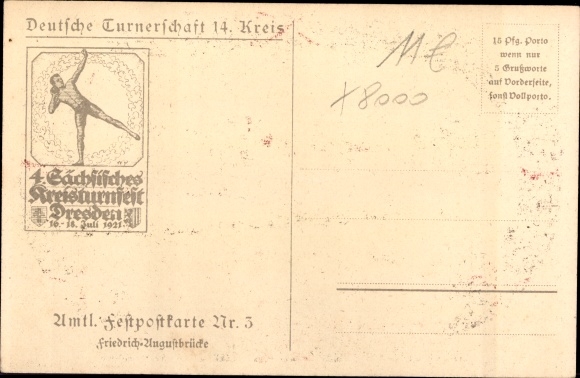 Deutsche Turnerschaft 14. Kreis
4. Sächsisches
Kreisturnfest
Dresden
16.-18. Juli 1921
Amtl. Festpostkarte Nr. 3
Friedrich-Augustbrücke
15 Pfg. Porto
wenn nur
5 Grußworte
auf Vorderseite,
sonst Vollporto.
x8000